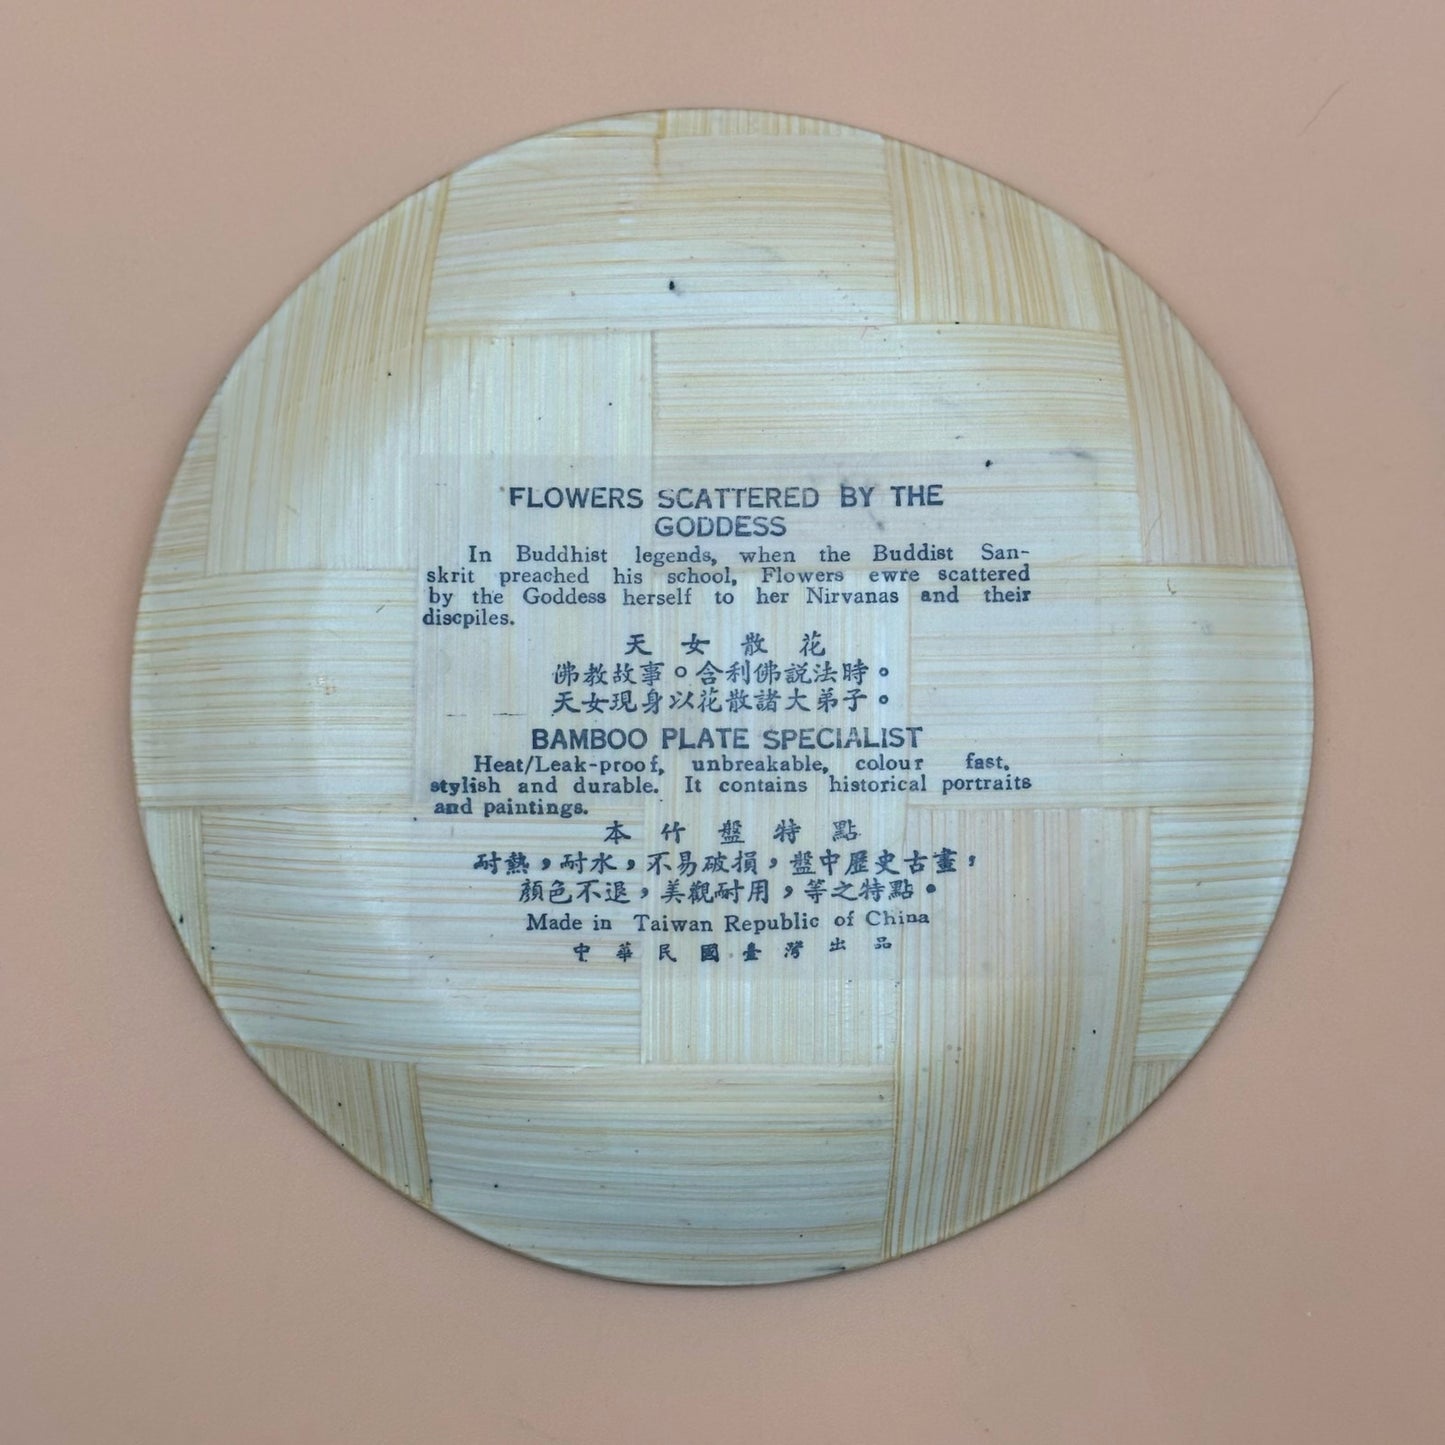 FLOWERS SCATTERED BY THE
GODDESS
In Buddhist legends, when the Buddist San-
skrit preached his school, Flowers ewre scattered
by the Goddess herself to her Nirvanas and their
discpiles.
天女散花
佛教故事。含利佛説法時。
天女現身以花散諸大弟子。
BAMBOO PLATE SPECIALIST
Heat/Leak-proof, unbreakable, colour fast.
stylish and durable. It contains historical portraits
and paintings.
本竹盤特點
耐熱，耐水，不易破損，盤中歷史古畫，
顏色不退，美觀耐用，等之特點。
Made in Taiwan Republic of China
中華民國臺灣出品